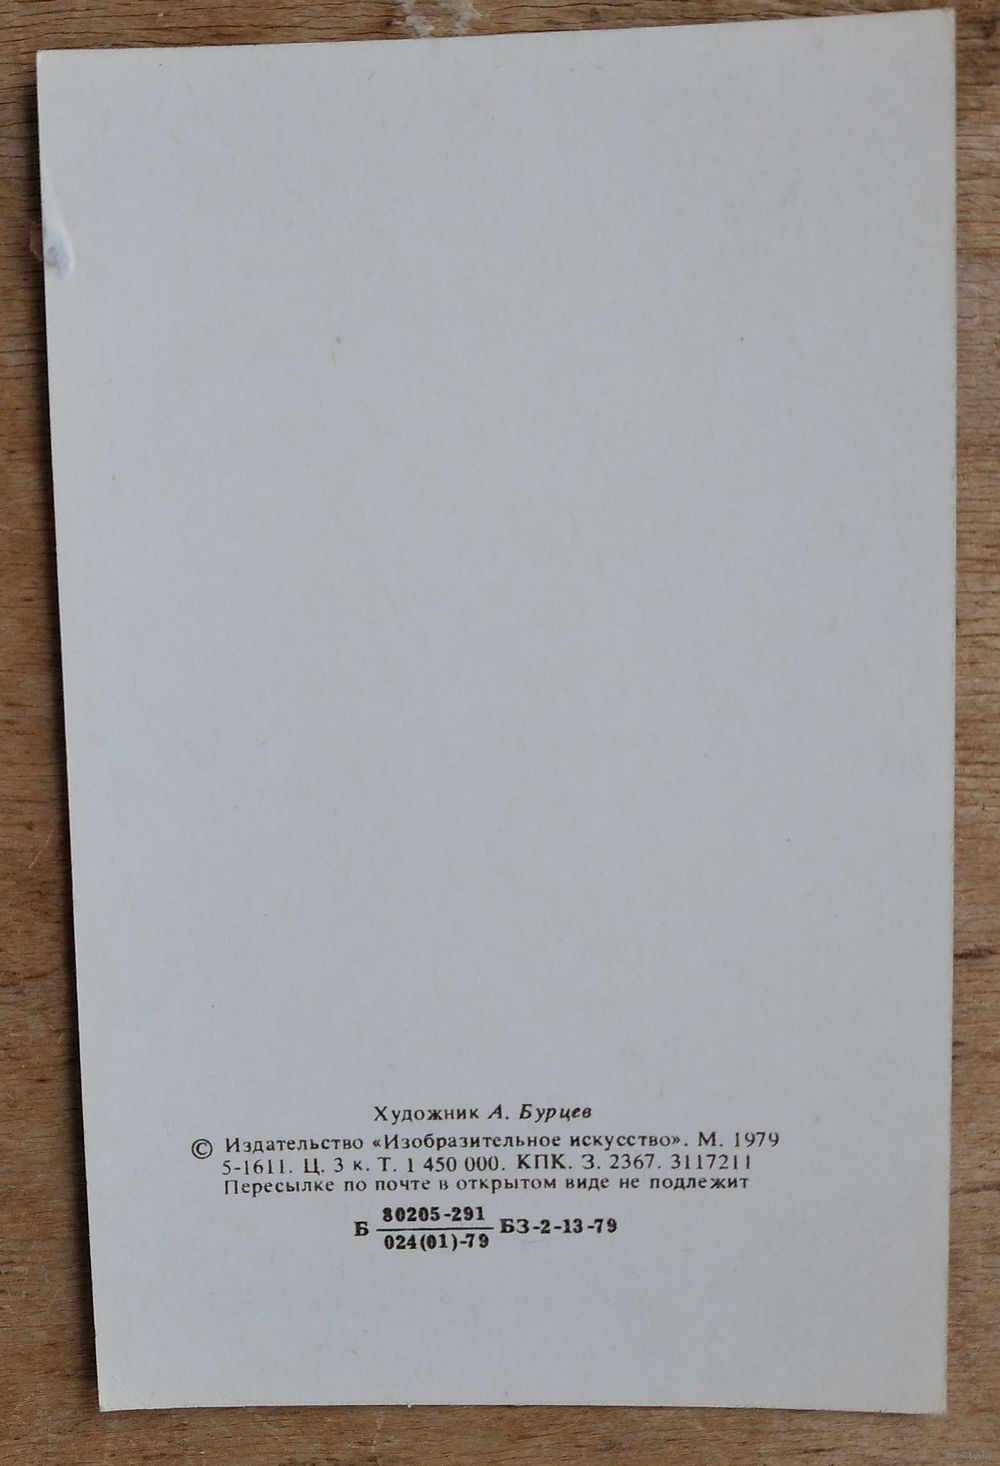 Художник А. Бурцев
© Издательство «Изобразительное искусство». М. 1979
5-1611. Ц. 3 к. Т. 1 450 000. КПК. З. 2367. 3117211
Пересылке по почте в открытом виде не подлежит
Б 80205-291 БЗ-2-13-79
024(01)-79